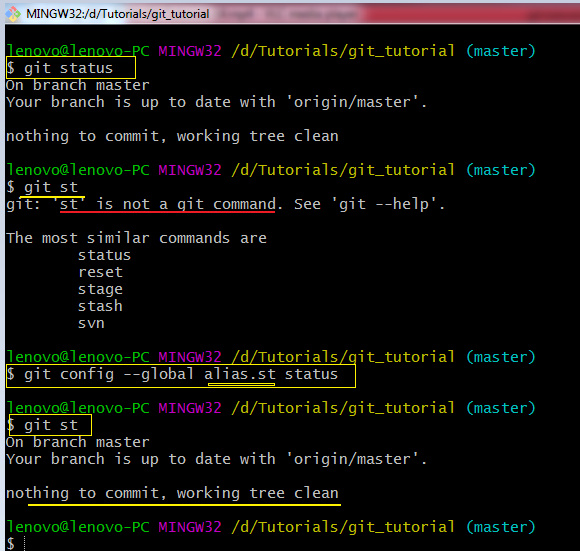 MINGW32:/d/Tutorials/git_tutorial
lenovo@lenovo-PC MINGW32 /d/Tutorials/git_tutorial (master)
$ git status
On branch master
Your branch is up to date with 'origin/master'.
nothing to commit, working tree clean
lenovo@lenovo-PC MINGW32 /d/Tutorials/git_tutorial (master)
$ git st
git: 'st' is not a git command. See 'git --help'.
The most similar commands are
status
reset
stage
stash
svn
lenovo@lenovo-PC MINGW32 /d/Tutorials/git_tutorial (master)
$ git config --global alias.st status
lenovo@lenovo-PC MINGW32 /d/Tutorials/git_tutorial (master)
$ git st
On branch master
Your branch is up to date with 'origin/master'.
nothing to commit, working tree clean
lenovo@lenovo-PC MINGW32 /d/Tutorials/git_tutorial (master)
$